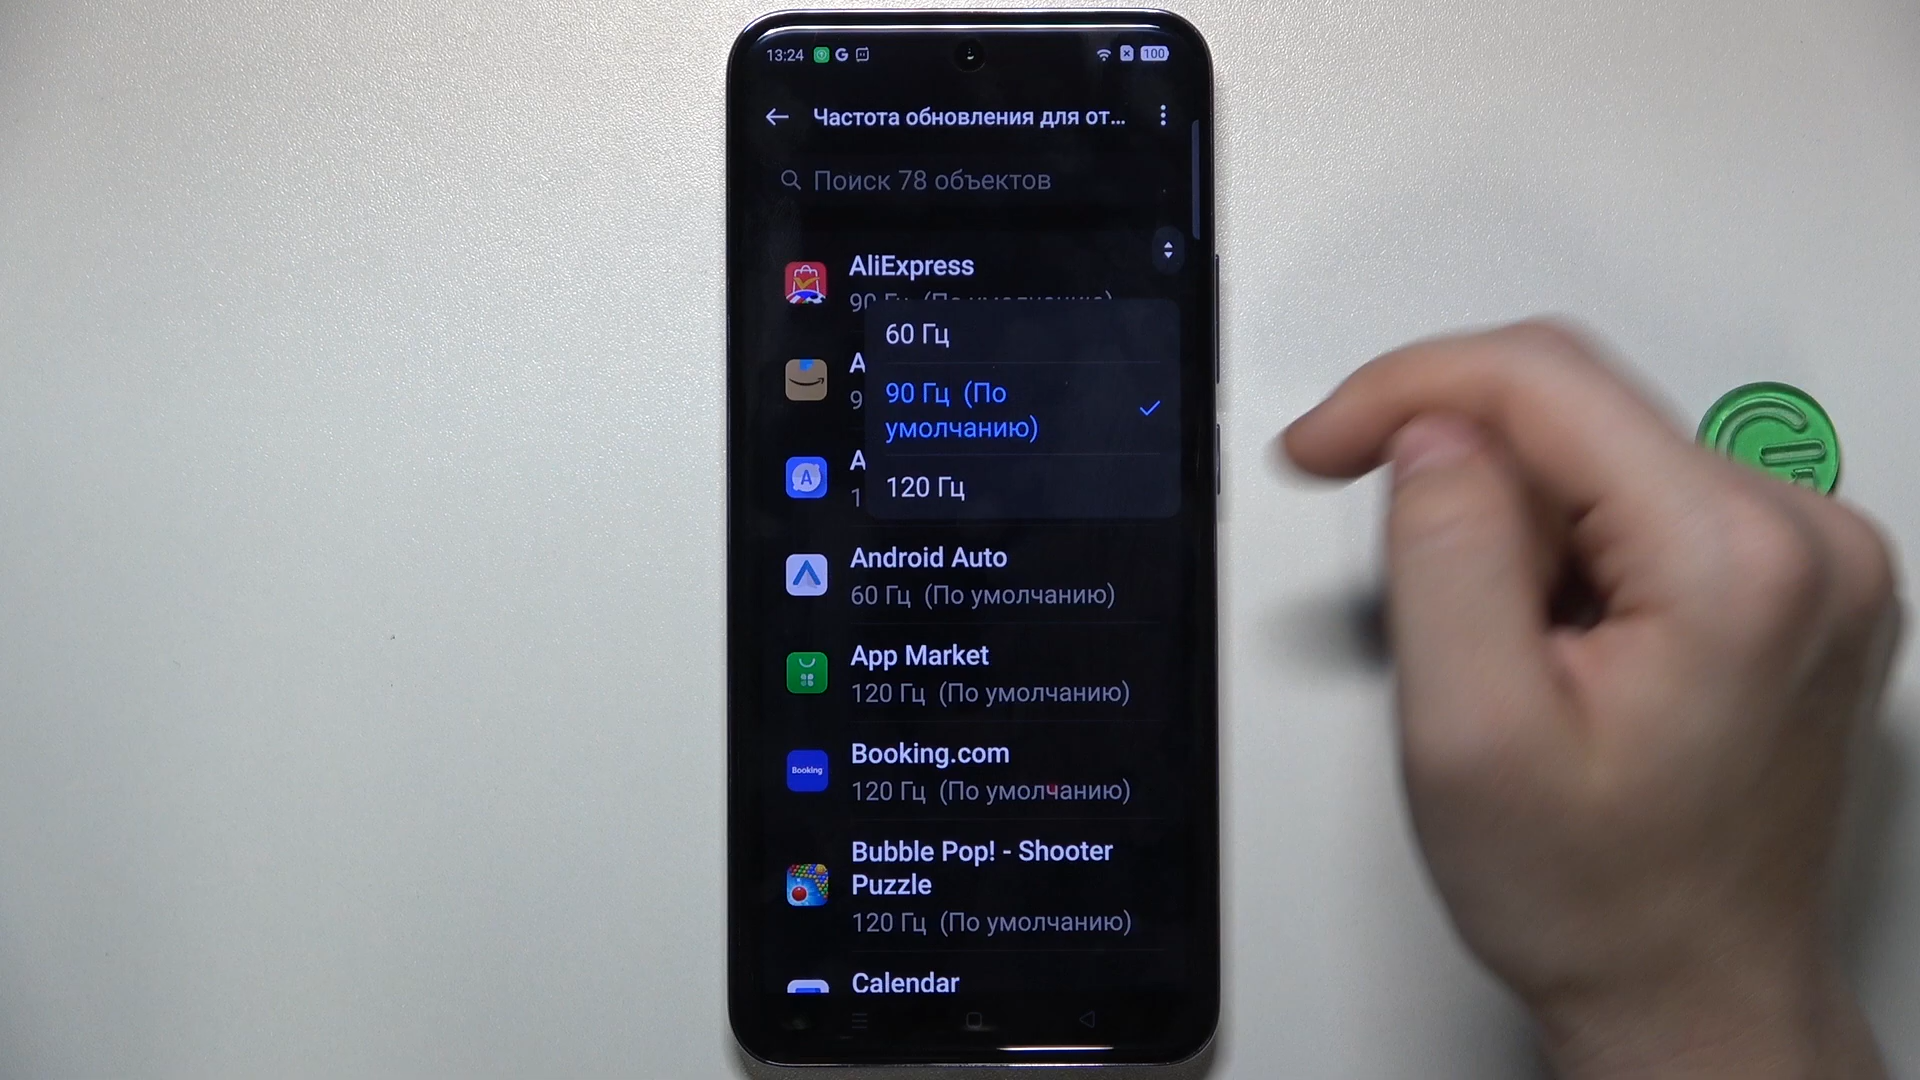 13:24
100
Частота обновления для от...
Поиск 78 объектов
AliExpress
60 Гц
90 Гц (По
умолчанию)
120 Гц
Android Auto
60 Гц (По умолчанию)
App Market
120 Гц (По умолчанию)
Booking
Booking.com
120 Гц (По умолчанию)
Bubble Pop! - Shooter
Puzzle
120 Гц (По умолчанию)
Calendar